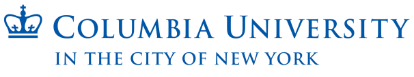 COLUMBIA UNIVERSITY
IN THE CITY OF NEW YORK